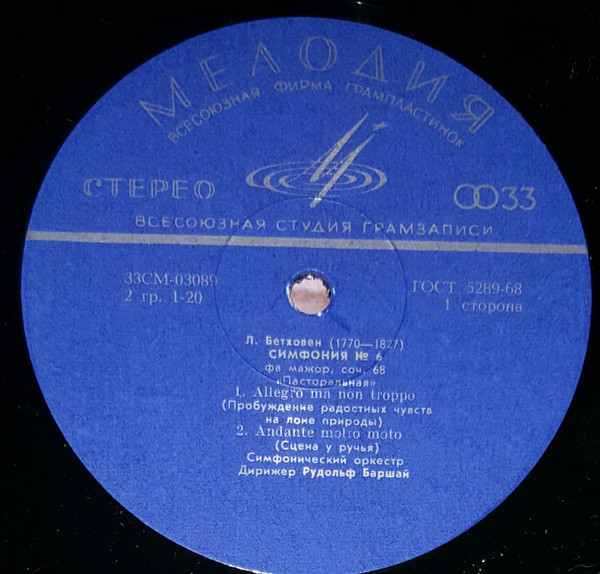 МЕЛОДИЯ
ВСЕСОЮЗНАЯ ФИРМА ГРАМПЛАСТИНОК
СТЕРЕО
33
ВСЕСОЮЗНАЯ СТУДИЯ ГРАМЗАПИСИ
33СМ-03089 ГОСТ 5289-68
2 гр. 1-20 1 сторона
Л. Бетховен (1770—1827)
СИМФОНИЯ № 6
фа мажор, соч. 68
«Пасторальная»
1. Allegro ma non troppo
(Пробуждение радостных чувств
на лоне природы)
2. Andante molto moto
(Сцена у ручья)
Симфонический оркестр
Дирижер Рудольф Баршай